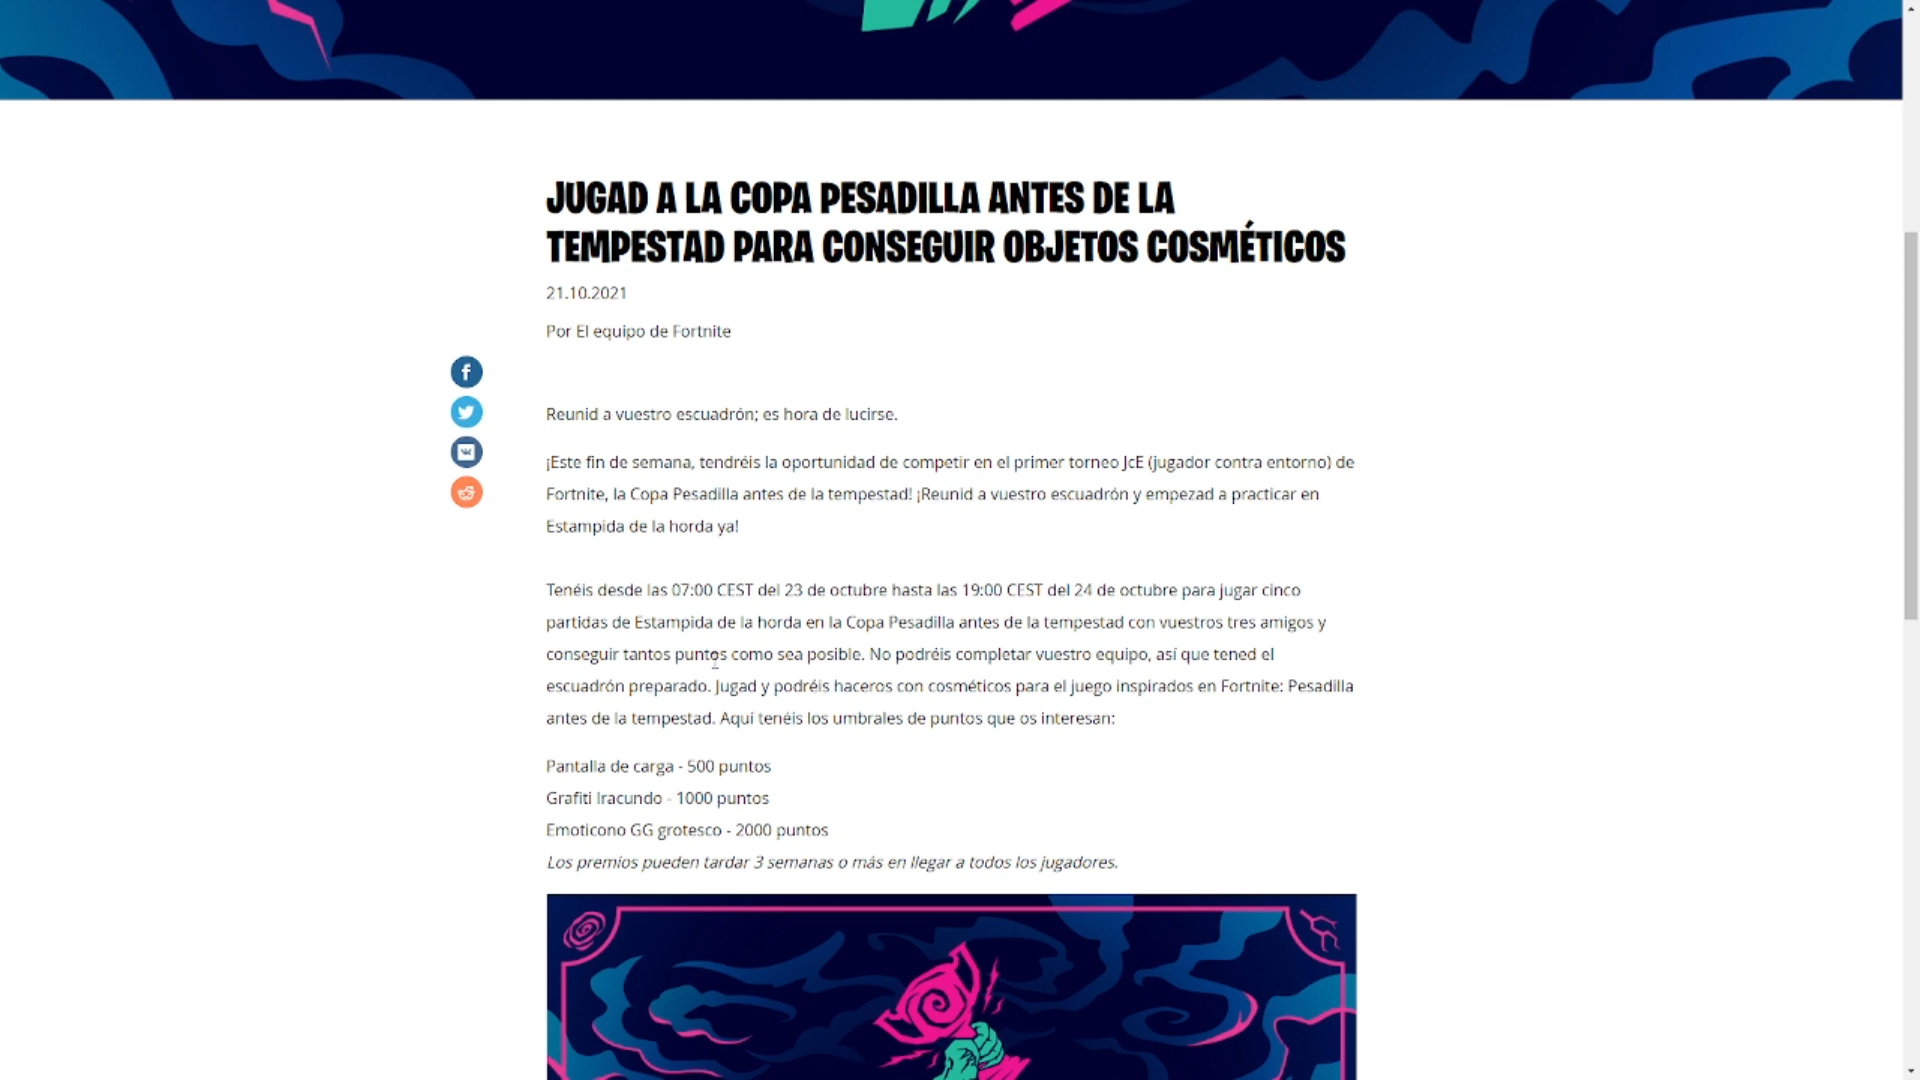 JUGAD A LA COPA PESADILLA ANTES DE LA
TEMPESTAD PARA CONSEGUIR OBJETOS COSMÉTICOS
21.10.2021
Por El equipo de Fortnite
Reunid a vuestro escuadrón; es hora de lucirse.
¡Este fin de semana, tendréis la oportunidad de competir en el primer torneo JcE (jugador contra entorno) de
Fortnite, la Copa Pesadilla antes de la tempestad! ¡Reunid a vuestro escuadrón y empezad a practicar en
Estampida de la horda ya!
Tenéis desde las 07:00 CEST del 23 de octubre hasta las 19:00 CEST del 24 de octubre para jugar cinco
partidas de Estampida de la horda en la Copa Pesadilla antes de la tempestad con vuestros tres amigos y
conseguir tantos puntos como sea posible. No podréis completar vuestro equipo, así que tened el
escuadrón preparado. Jugad y podréis haceros con cosméticos para el juego inspirados en Fortnite: Pesadilla
antes de la tempestad. Aquí tenéis los umbrales de puntos que os interesan:
Pantalla de carga - 500 puntos
Grafiti Iracundo - 1000 puntos
Emoticono GG grotesco - 2000 puntos
Los premios pueden tardar 3 semanas o más en llegar a todos los jugadores.